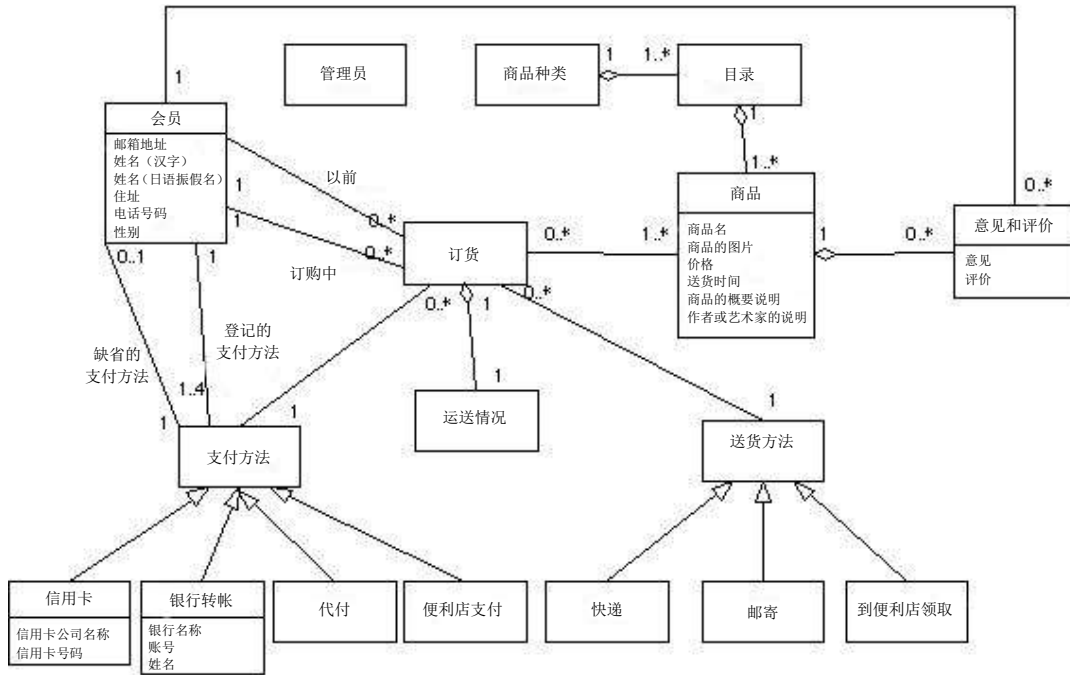 管理员
商品种类
1
1..*
目录
1
1
1..*
会员
邮箱地址
姓名（汉字）
姓名（日语振假名）
住址
电话号码
性别
以前
1
0..*
1
0..*
订购中
订货
0..*
1..*
商品
商品名
商品的图片
价格
送货时间
商品的概要说明
作者或艺术家的说明
1
0..*
0..*
意见和评价
意见
评价
0..1
1
缺省的
支付方法
登记的
支付方法
1
1..4
0..*
1
0..*
1
1
1
运送情况
支付方法
送货方法
信用卡
信用卡公司名称
信用卡号码
银行转帐
银行名称
账号
姓名
代付
便利店支付
快递
邮寄
到便利店领取